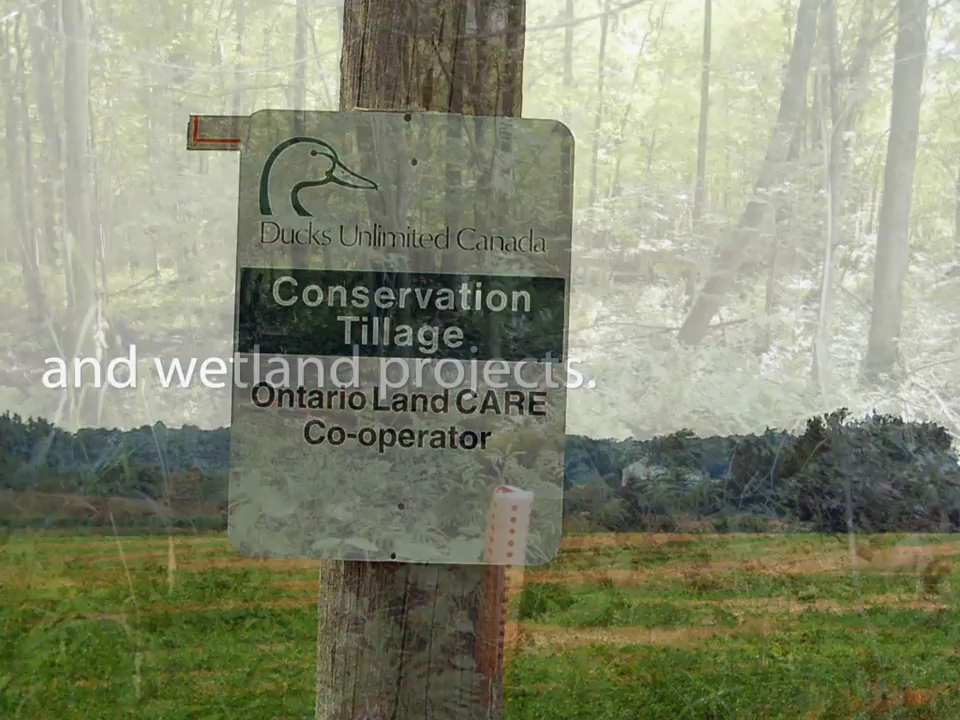 Ducks Unlimited Canada
Conservation
Tillage
and wetland projects.
Ontario Land CARE
Co-operator